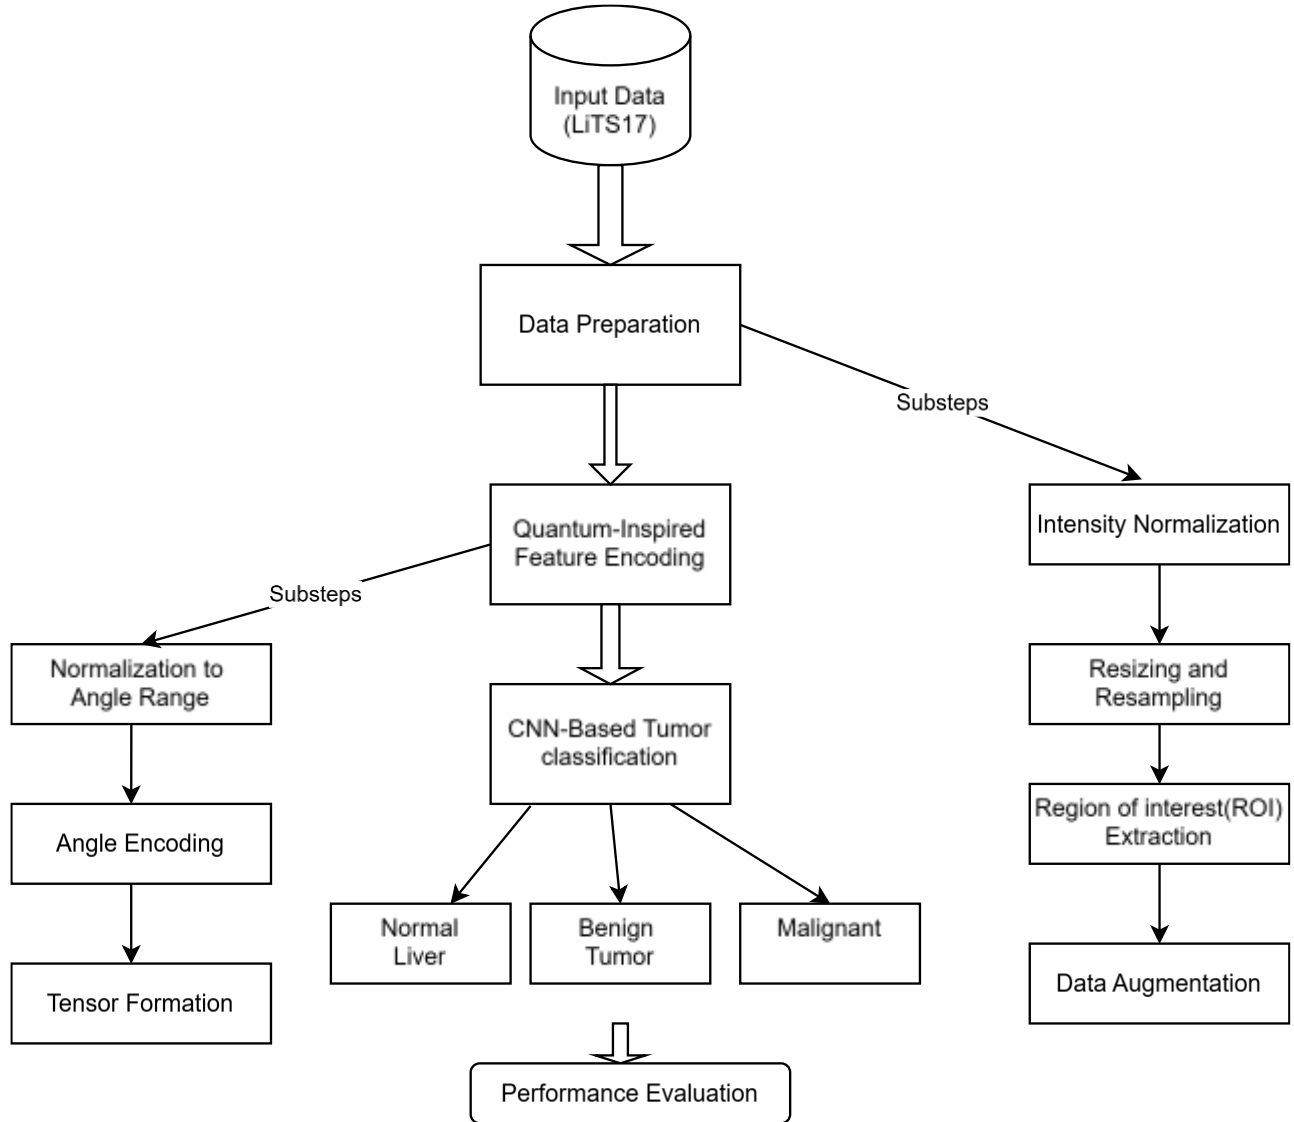 Input Data
(LiTS17)
Data Preparation
Substeps
Quantum-Inspired
Feature Encoding
Intensity Normalization
Substeps
Normalization to
Angle Range
Resizing and
Resampling
CNN-Based Tumor
classification
Region of interest(ROI)
Extraction
Angle Encoding
Normal
Liver
Benign
Tumor
Malignant
Tensor Formation
Data Augmentation
Performance Evaluation